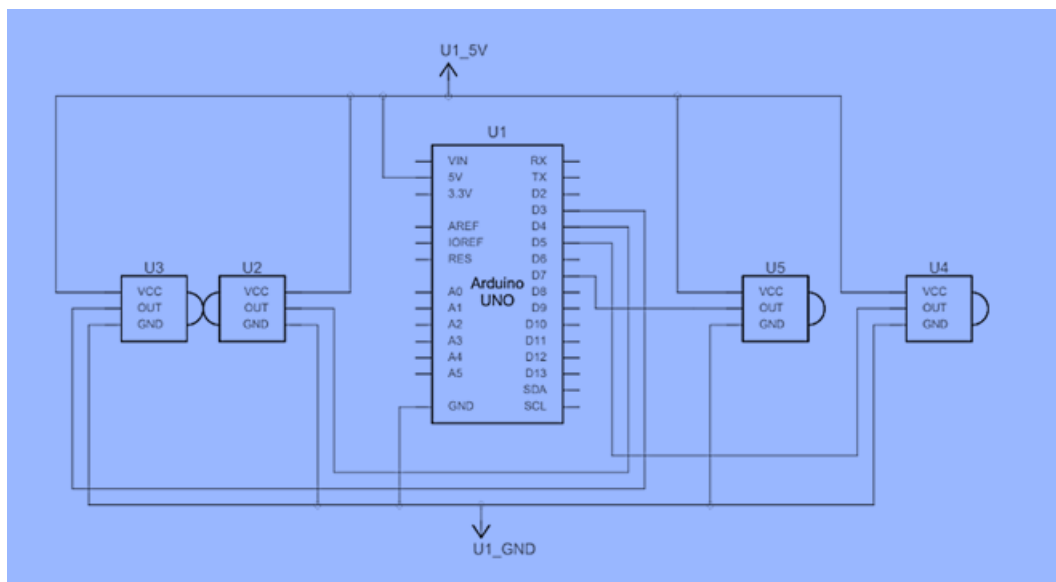 U1_5V
U1
VIN RX
5V TX
3.3V D2
D3
AREF D4
IOREF D5
RES D6
D7
Arduino
UNO
A0 D8
A1 D9
A2 D10
A3 D11
A4 D12
A5 D13
SDA
GND SCL
U3
VCC
OUT
GND
U2
VCC
OUT
GND
U5
VCC
OUT
GND
U4
VCC
OUT
GND
U1_GND